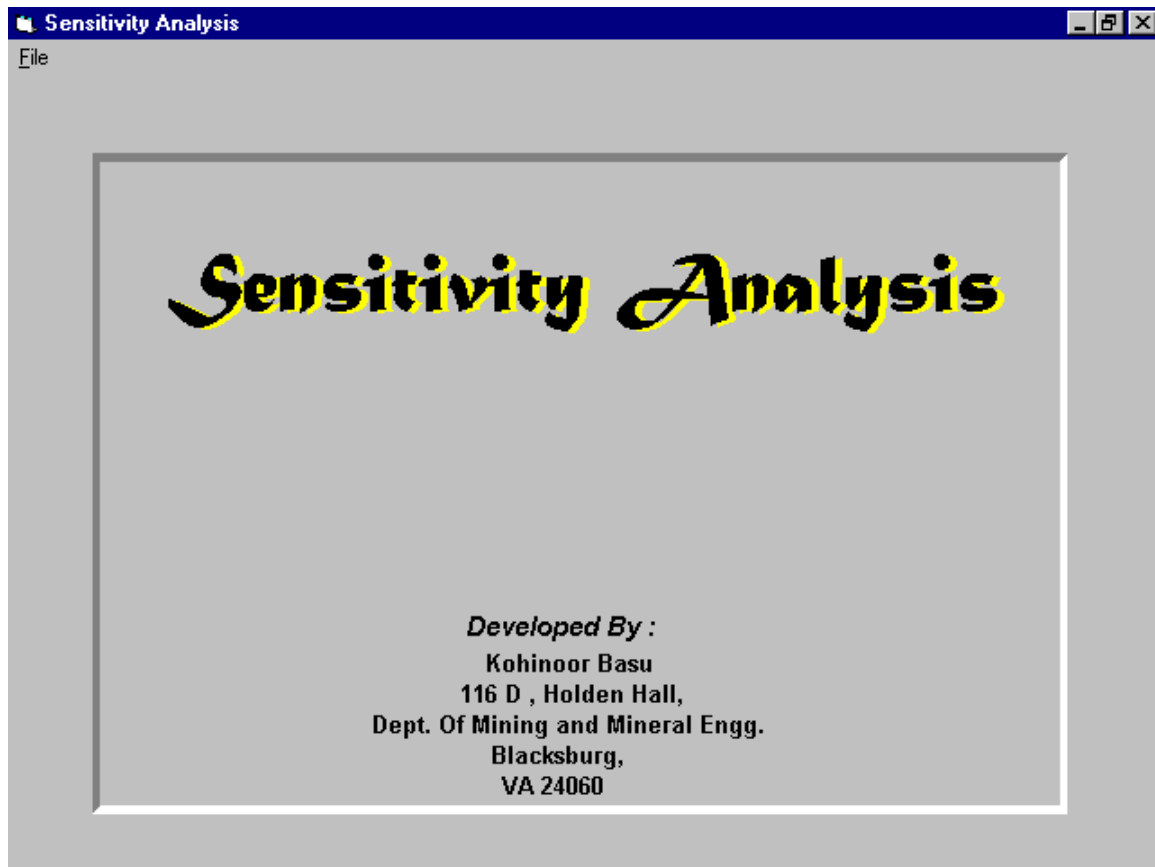 Sensitivity Analysis
File
Sensitivity Analysis
Developed By :
Kohinoor Basu
116 D , Holden Hall,
Dept. Of Mining and Mineral Engg.
Blacksburg,
VA 24060